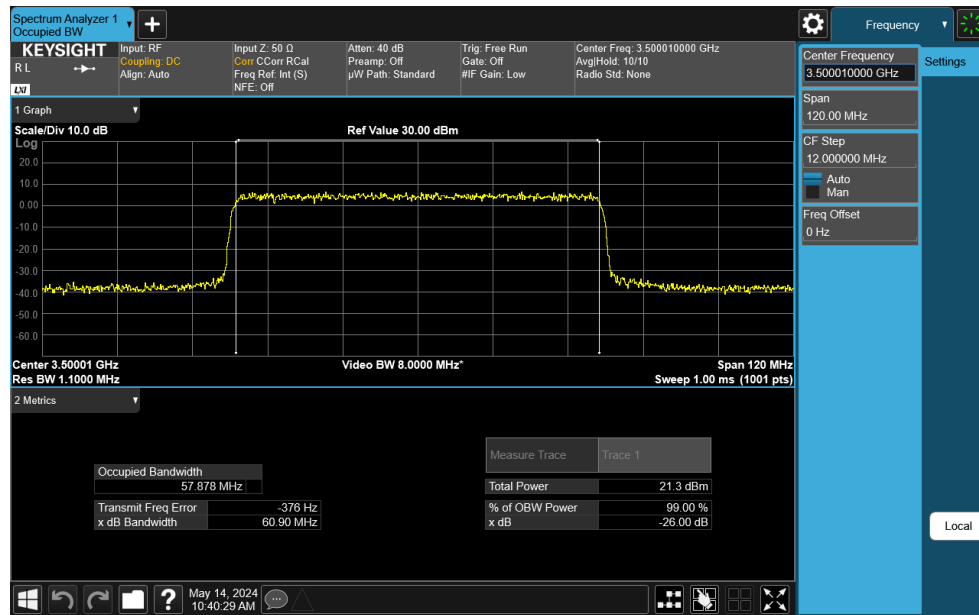 Spectrum Analyzer 1
Occupied BW
Frequency
KEYSIGHT
R L
LXI
Input: RF
Coupling: DC
Align: Auto
Input Z: 50 Ω
Corr CCorr RCal
Freq Ref: Int (S)
NFE: Off
Atten: 40 dB
Preamp: Off
µW Path: Standard
Trig: Free Run
Gate: Off
#IF Gain: Low
Center Freq: 3.500010000 GHz
Avg|Hold: 10/10
Radio Std: None
Center Frequency
3.500010000 GHz
Settings
Span
120.00 MHz
CF Step
12.000000 MHz
Auto
Man
Freq Offset
0 Hz
Local
1 Graph
Scale/Div 10.0 dB
Ref Value 30.00 dBm
Log
20.0
10.0
0.00
-10.0
-20.0
-30.0
-40.0
-50.0
-60.0
Center 3.50001 GHz
Video BW 8.0000 MHz*
Span 120 MHz
Res BW 1.1000 MHz
Sweep 1.00 ms (1001 pts)
2 Metrics
Measure Trace
Trace 1
Occupied Bandwidth
57.878 MHz
Total Power
21.3 dBm
Transmit Freq Error
-376 Hz
% of OBW Power
99.00 %
x dB Bandwidth
60.90 MHz
x dB
-26.00 dB
?
May 14, 2024
10:40:29 AM